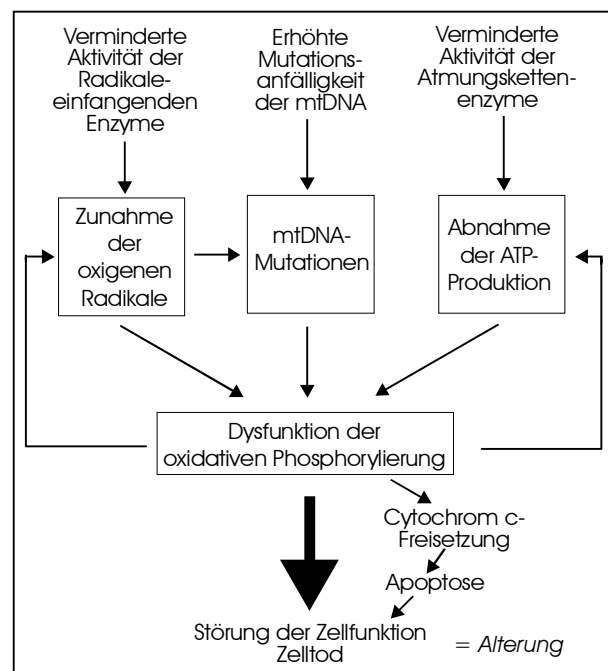 Verminderte
Aktivität der
Radikale-
einfangenden
Enzyme
Erhöhte
Mutations-
anfälligkeit
der mtDNA
Verminderte
Aktivität der
Atmungsketten-
enzyme
Zunahme
der
oxigenen
Radikale
mtDNA-
Mutationen
Abnahme
der ATP-
Produktion
Dysfunktion der
oxidativen Phosphorylierung
Cytochrom c-
Freisetzung
Apoptose
Störung der Zellfunktion
Zelltod
= Alterung